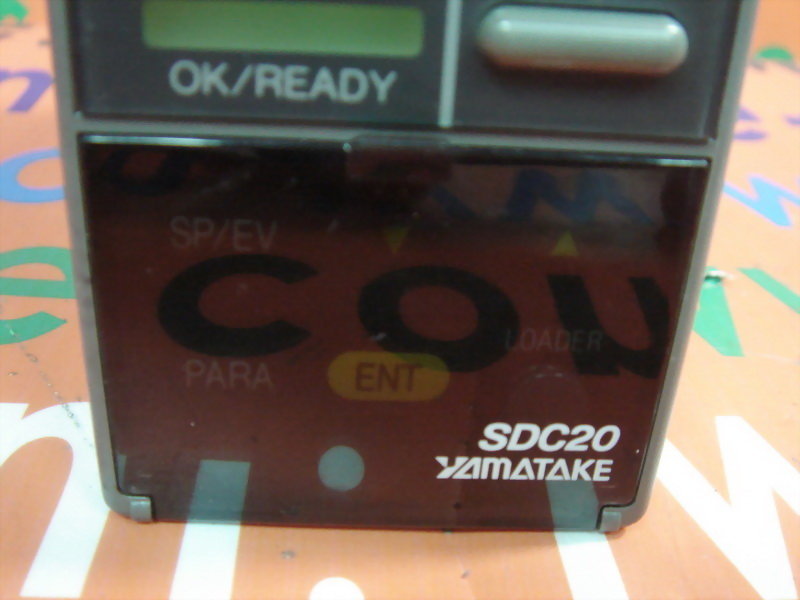 OK/READY
SP/EV
LOADER
PARA
ENT
SDC20
YAMATAKE